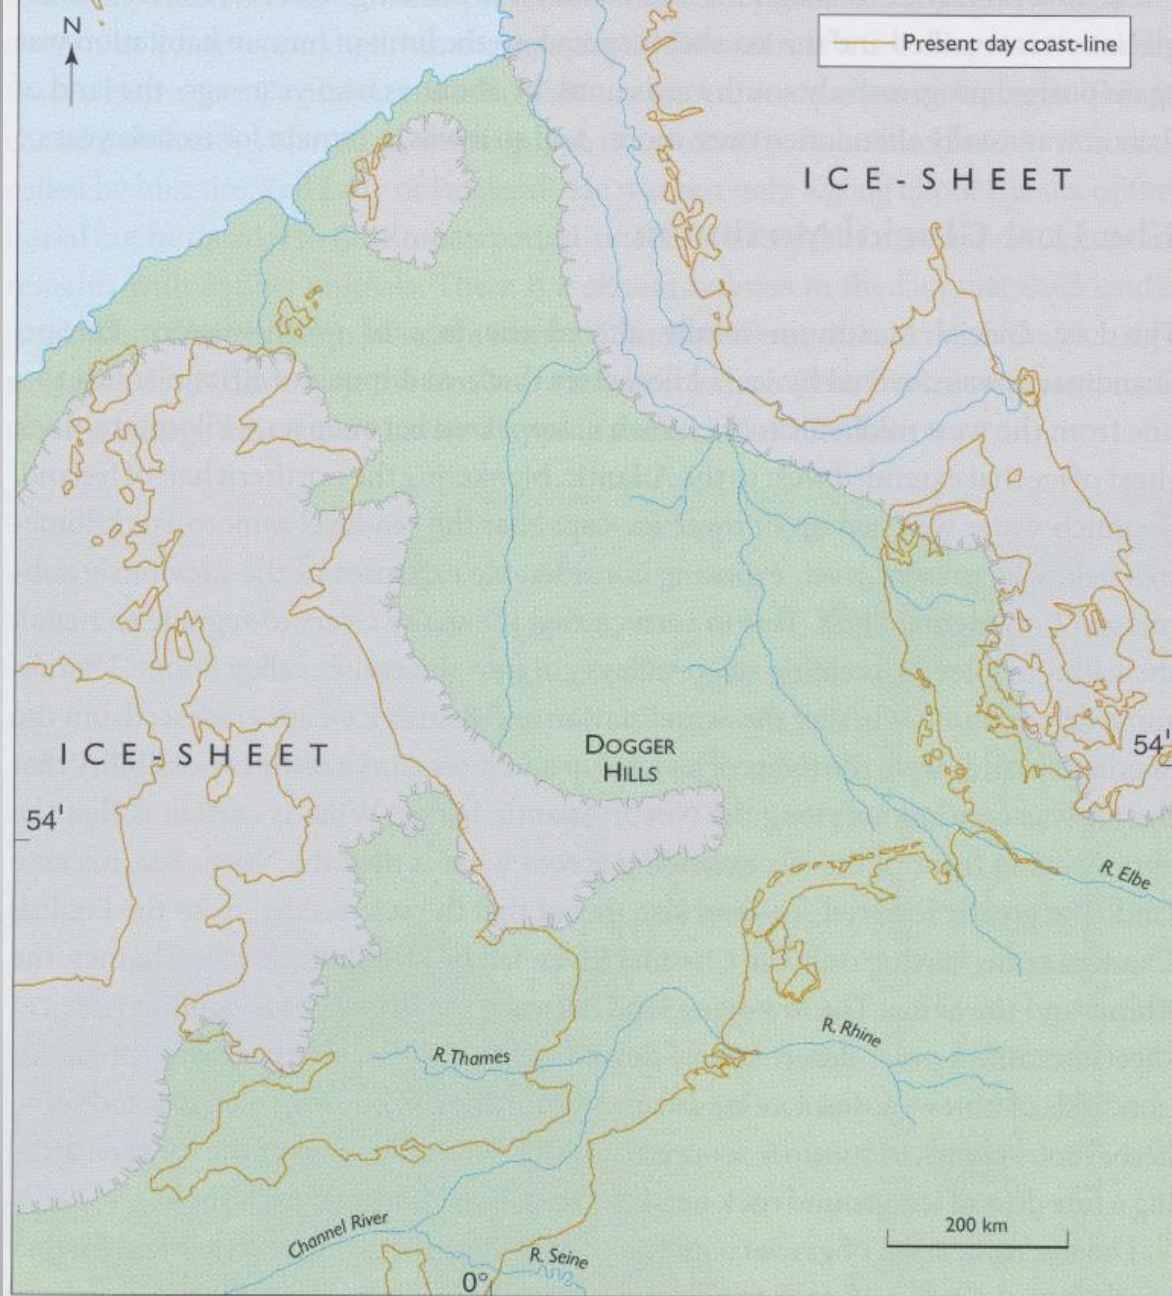 N
Present day coast-line
ICE-SHEET
ICE-SHEET
DOGGER
HILLS
54'
54'
R. Elbe
R. Rhine
R. Thames
Channel River
R. Seine
200 km
0°